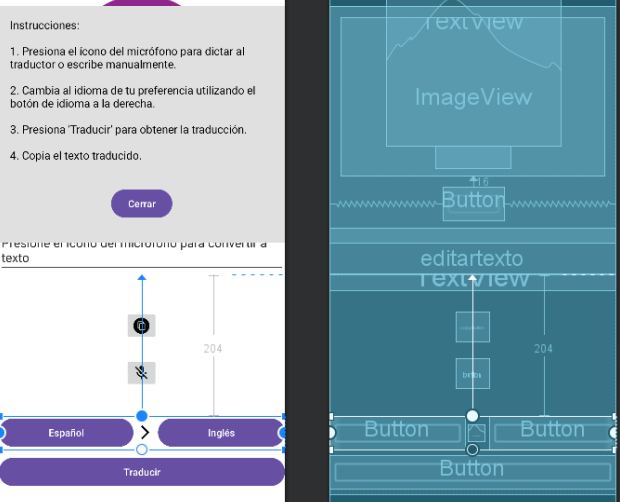 Instrucciones:
1. Presiona el ícono del micrófono para dictar al
traductor o escribe manualmente.
2. Cambia al idioma de tu preferencia utilizando el
botón de idioma a la derecha.
3. Presiona 'Traducir' para obtener la traducción.
4. Copia el texto traducido.
Cerrar
Presione el icono del micrófono para convertir a
texto
204
Español
Inglés
Traducir
TextView
ImageView
116
Button
editartexto
TextView
204
button
Button
Button
Button